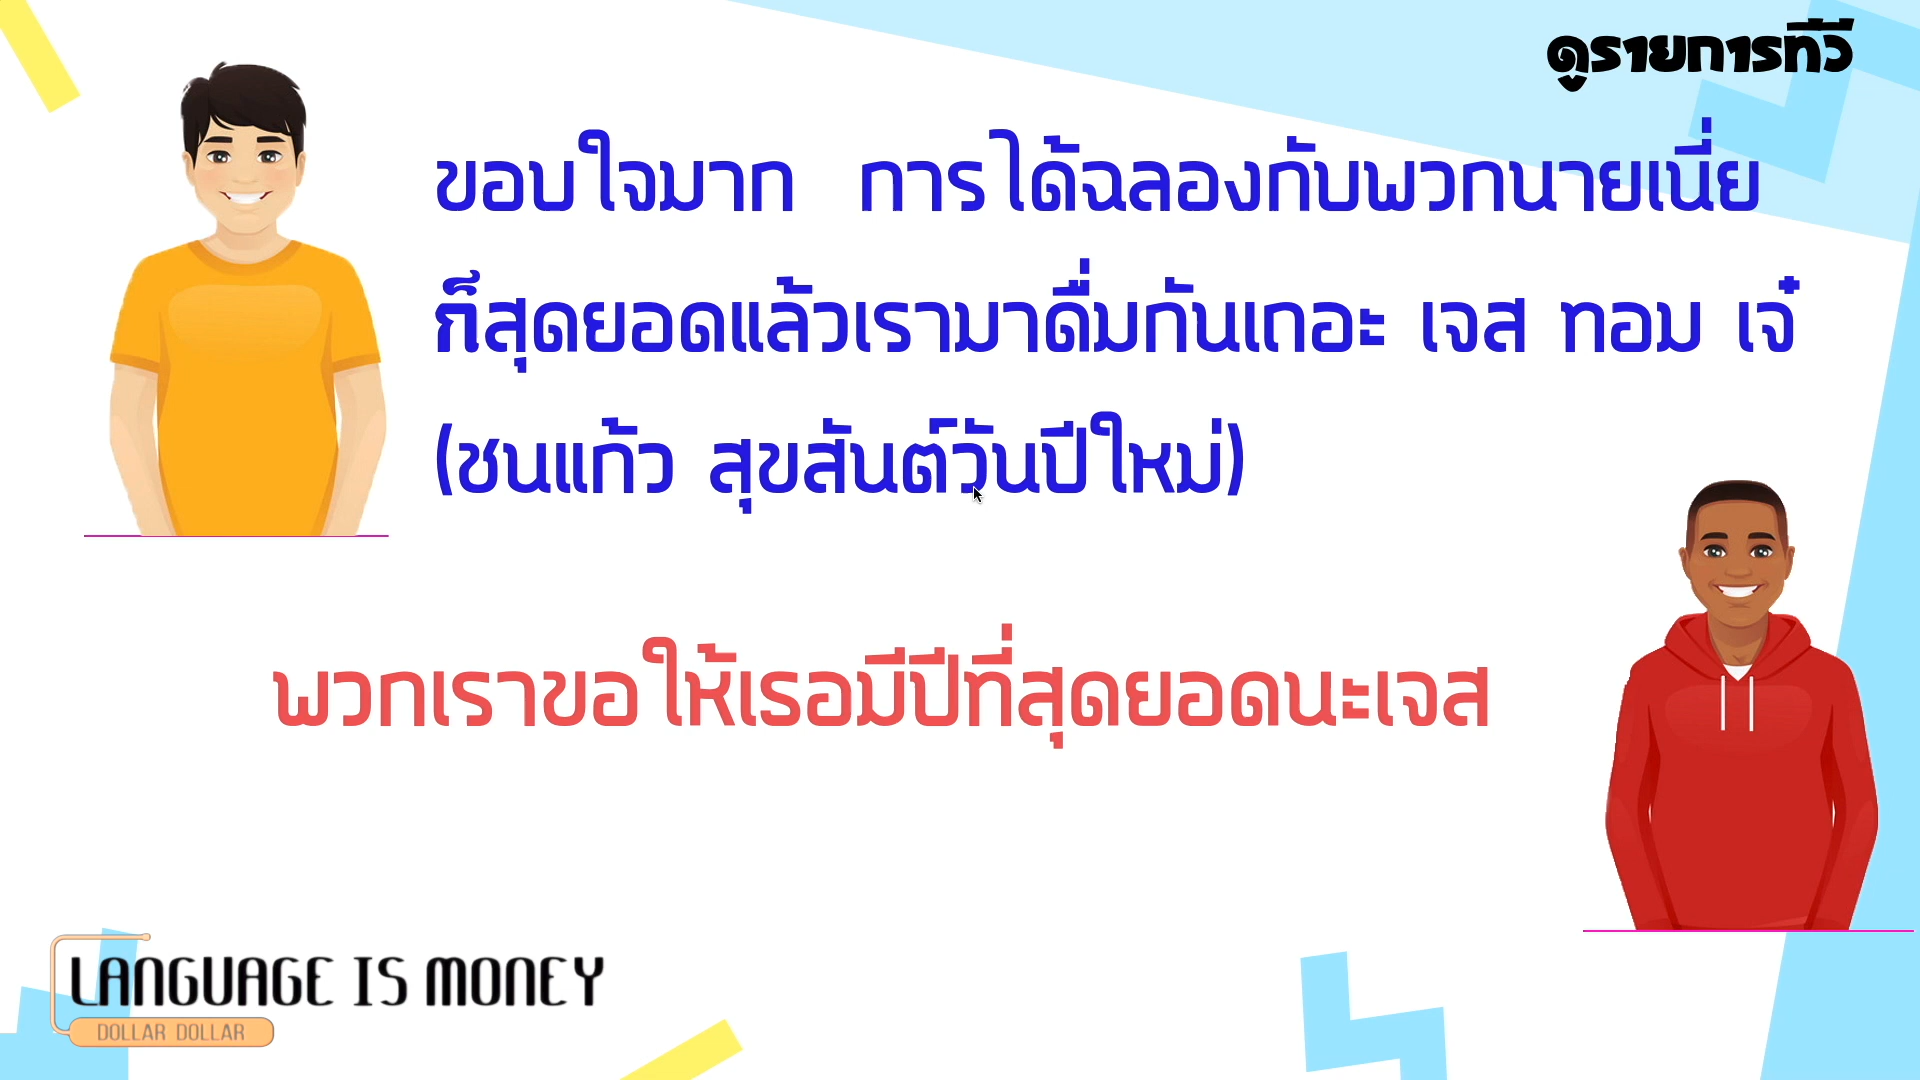 ดูรายการทีวี
ขอบใจมาก การได้ฉลองกับพวกนายเนี่ย
ก็สุดยอดแล้วเรามาดื่มกันเถอะ เจส ทอม เจ๋
(ชนแก้ว สุขสันต์วันปีใหม่)
พวกเราขอให้เธอมีปีที่สุดยอดนะเจส
LANGUAGE IS MONEY
DOLLAR DOLLAR